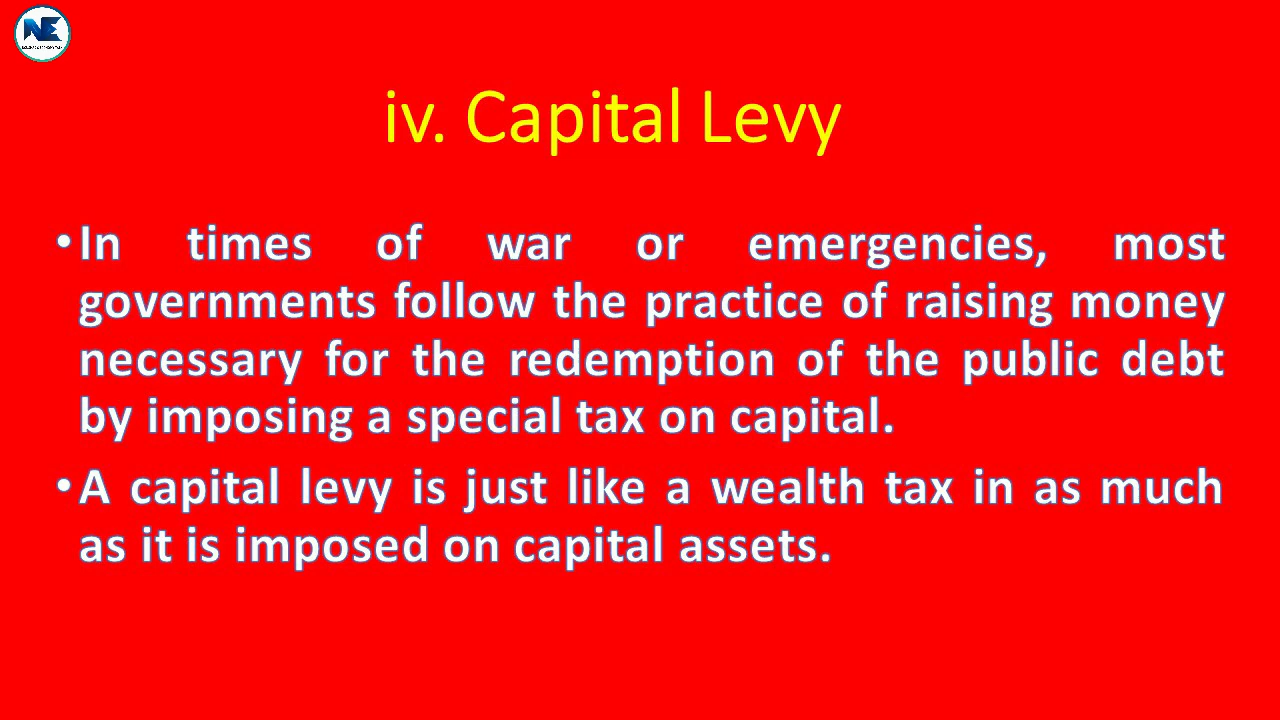 NE
iv. Capital Levy
•In times of war or emergencies, most
governments follow the practice of raising money
necessary for the redemption of the public debt
by imposing a special tax on capital.
•A capital levy is just like a wealth tax in as much
as it is imposed on capital assets.